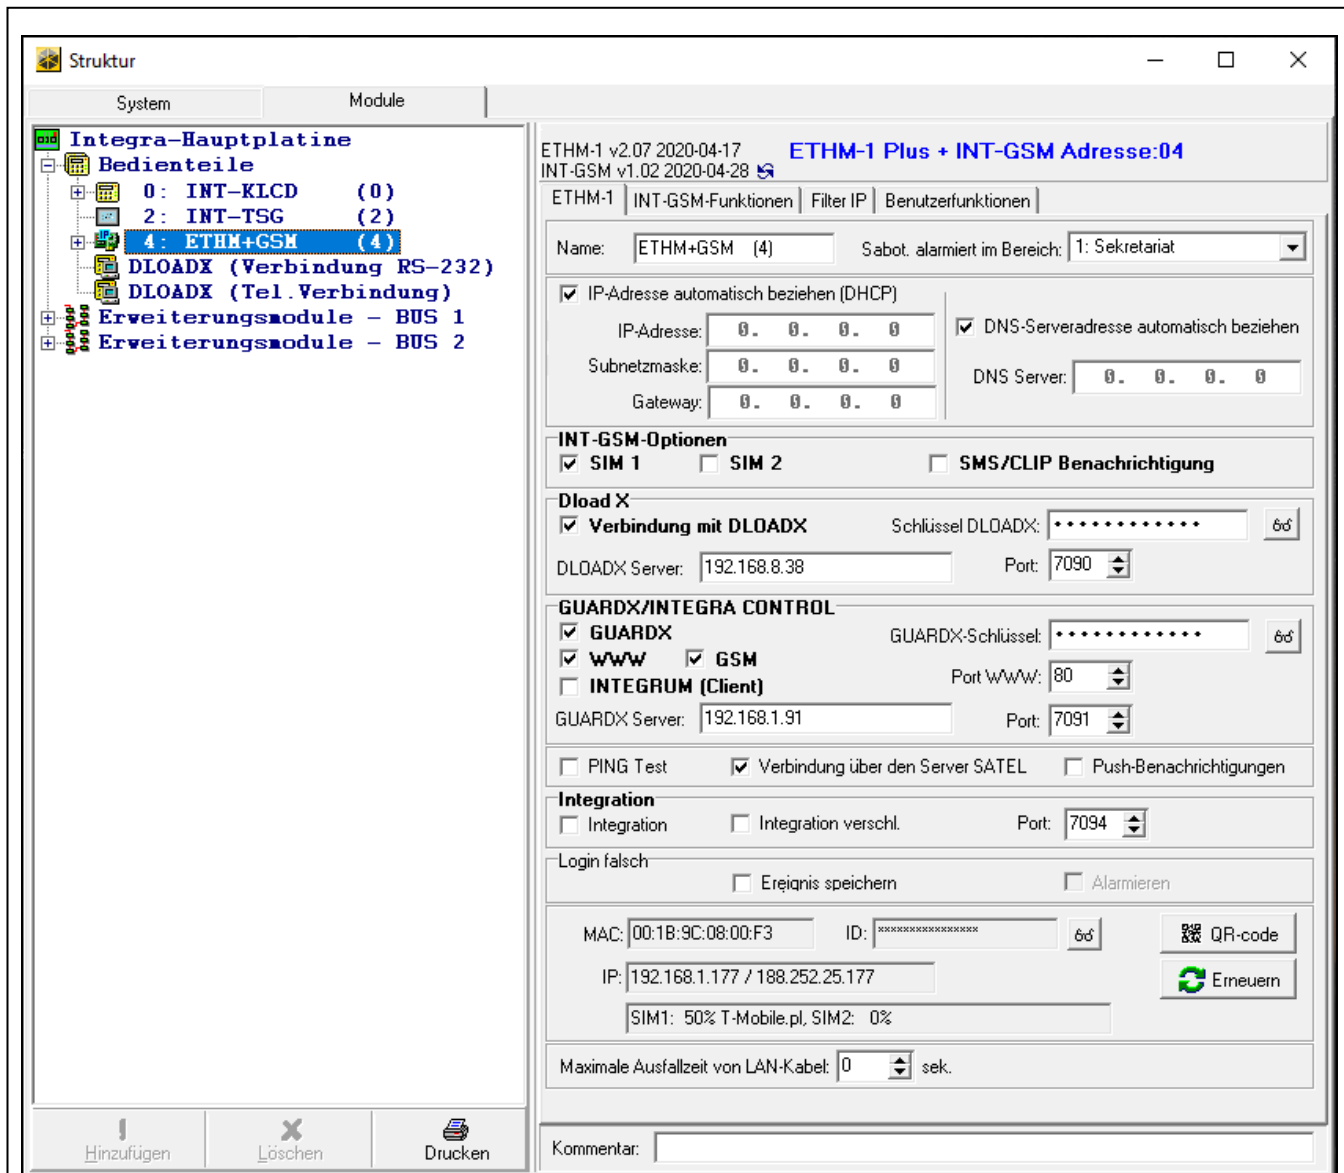 Struktur
System
Module
Integra-Hauptplatine
Bedienteile
0: INT-KLCD (0)
2: INT-TSG (2)
4: ETHM+GSM (4)
DLOADX (Verbindung RS-232)
DLOADX (Tel.Verbindung)
Erweiterungsmodule - BUS 1
Erweiterungsmodule - BUS 2
Hinzufügen
Löschen
Drucken
ETHM-1 v2.07 2020-04-17
INT-GSM v1.02 2020-04-28
ETHM-1 Plus + INT-GSM Adresse:04
ETHM-1 INT-GSM-Funktionen Filter IP Benutzerfunktionen
Name: ETHM+GSM (4) Sabot. alarmiert im Bereich: 1: Sekretariat
IP-Adresse automatisch beziehen (DHCP)
IP-Adresse: 0. 0. 0. 0
Subnetzmaske: 0. 0. 0. 0
Gateway: 0. 0. 0. 0
DNS-Serveradresse automatisch beziehen
DNS Server: 0. 0. 0. 0
INT-GSM-Optionen
SIM 1 SIM 2 SMS/CLIP Benachrichtigung
Dload X
Verbindung mit DLOADX Schlüssel DLOADX: ••••••••••••
DLOADX Server: 192.168.8.38 Port: 7090
GUARDX/INTEGRA CONTROL
GUARDX GUARDX-Schlüssel: ••••••••••••
WWW GSM Port WWW: 80
INTEGRUM (Client)
GUARDX Server: 192.168.1.91 Port: 7091
PING Test Verbindung über den Server SATEL Push-Benachrichtigungen
Integration
Integration Integration verschl. Port: 7094
Login falsch
Ereignis speichern Alarmieren
MAC: 00:1B:9C:08:00:F3 ID: **************** QR-code
IP: 192.168.1.177 / 188.252.25.177 Erneuern
SIM1: 50% T-Mobile.pl, SIM2: 0%
Maximale Ausfallzeit von LAN-Kabel: 0 sek.
Kommentar: